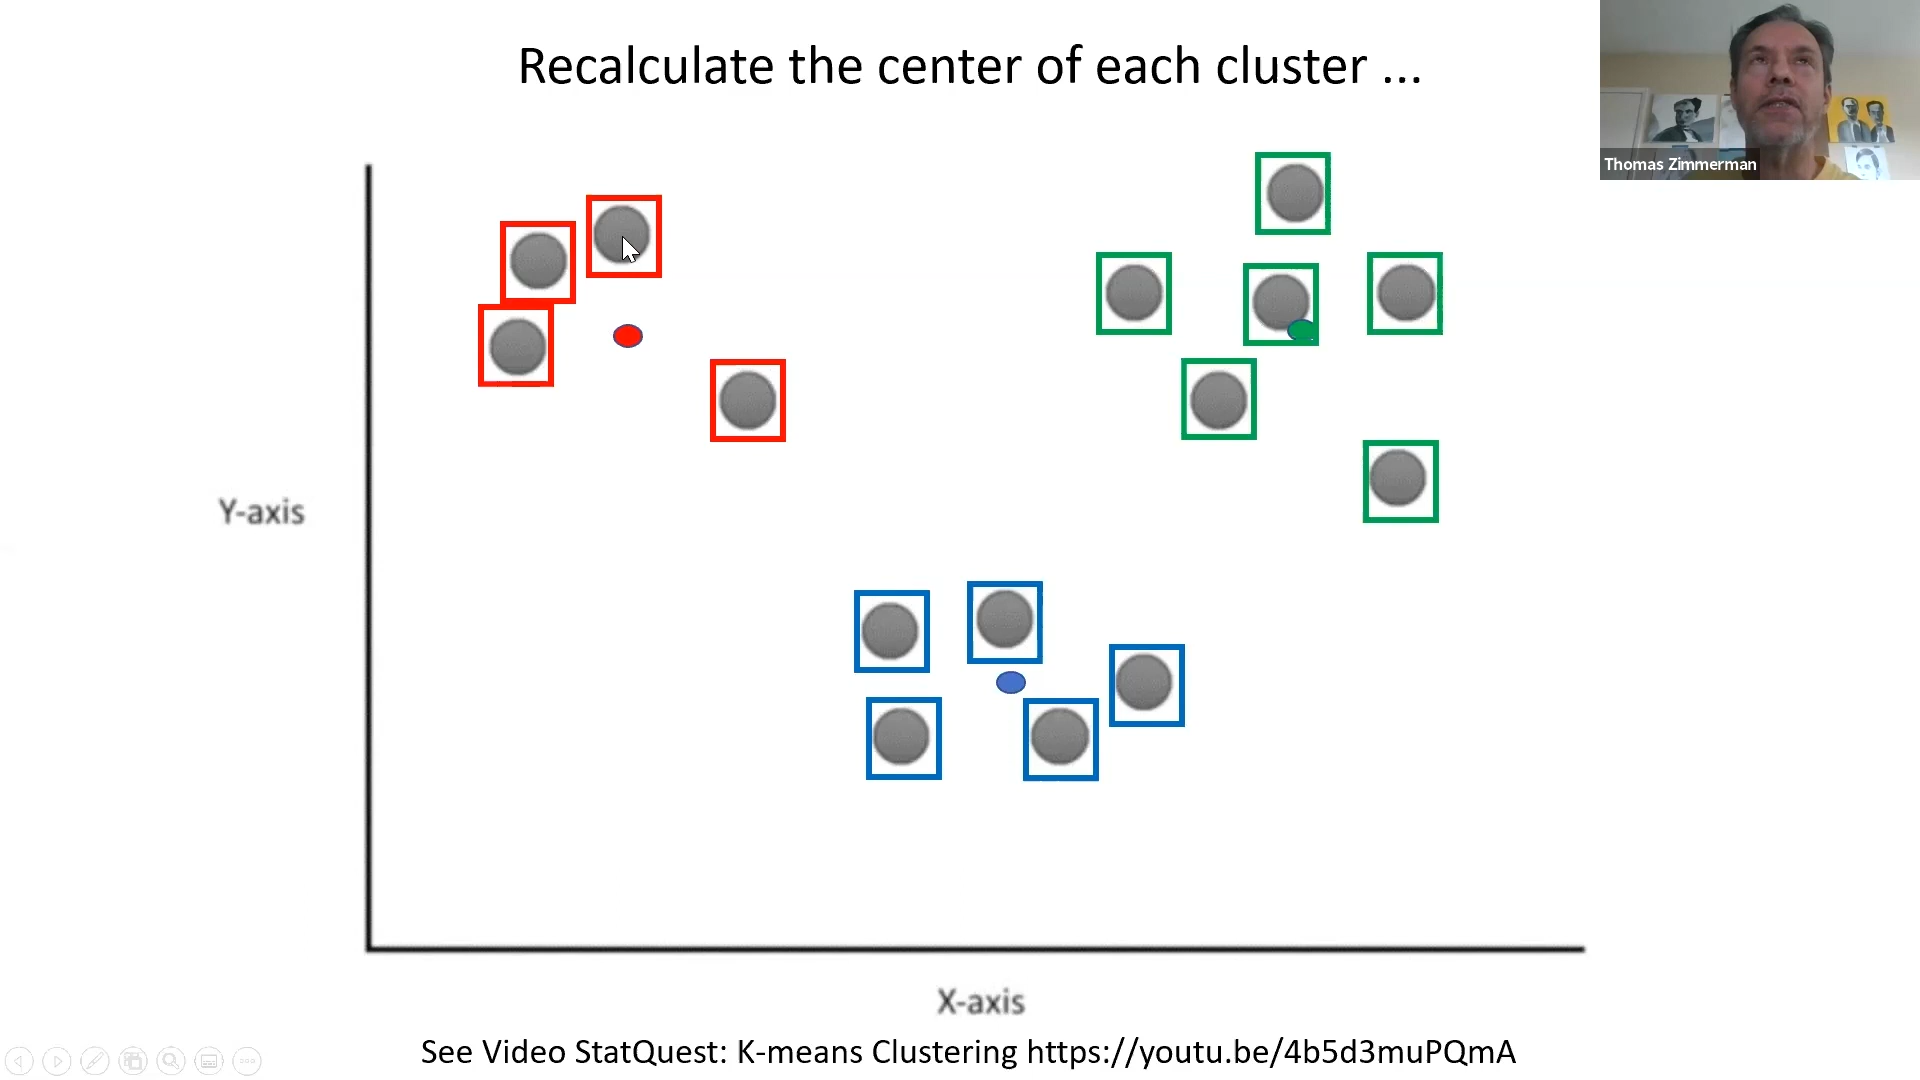 Recalculate the center of each cluster ...
Thomas Zimmerman
Y-axis
X-axis
See Video StatQuest: K-means Clustering https://youtu.be/4b5d3muPQmA